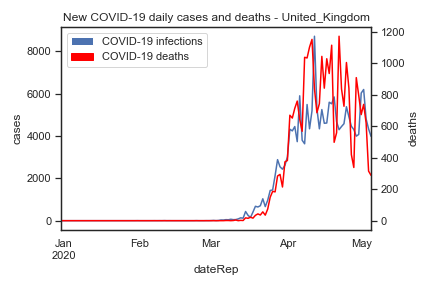 New COVID-19 daily cases and deaths - United_Kingdom
COVID-19 infections
COVID-19 deaths
cases
8000
6000
4000
2000
0
1200
1000
800
600
400
200
0
deaths
Jan
2020
Feb
Mar
Apr
May
dateRep